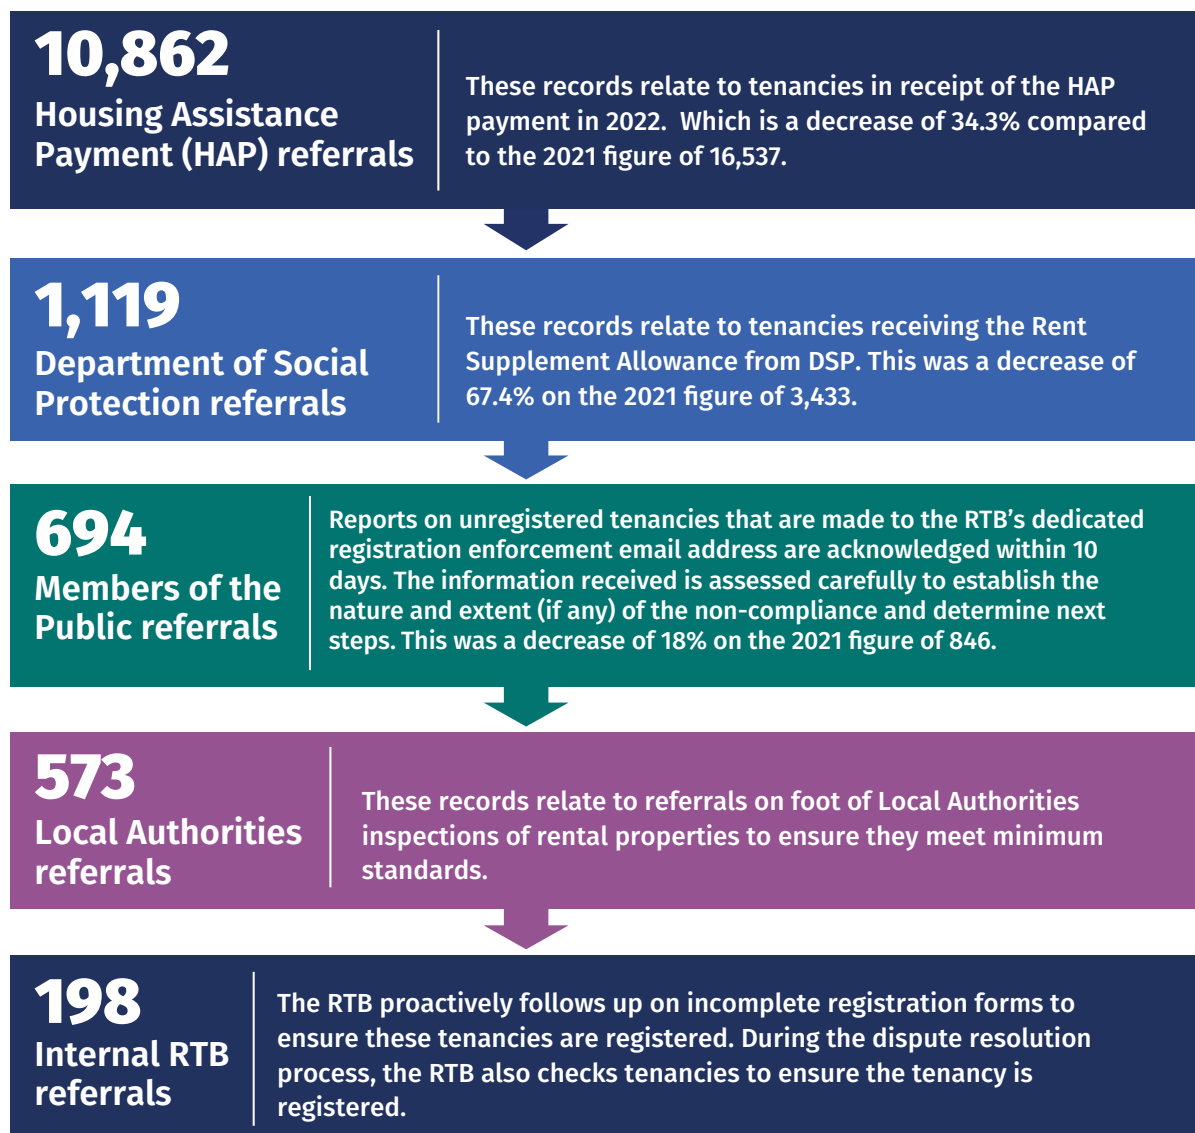 10,862
Housing Assistance
Payment (HAP) referrals
These records relate to tenancies in receipt of the HAP
payment in 2022.  Which is a decrease of 34.3% compared
to the 2021 figure of 16,537.
1,119
Department of Social
Protection referrals
These records relate to tenancies receiving the Rent
Supplement Allowance from DSP. This was a decrease of
67.4% on the 2021 figure of 3,433.
694
Members of the
Public referrals
Reports on unregistered tenancies that are made to the RTB’s dedicated
registration enforcement email address are acknowledged within 10
days. The information received is assessed carefully to establish the
nature and extent (if any) of the non-compliance and determine next
steps. This was a decrease of 18% on the 2021 figure of 846.
573
Local Authorities
referrals
These records relate to referrals on foot of Local Authorities
inspections of rental properties to ensure they meet minimum
standards.
198
Internal RTB
referrals
The RTB proactively follows up on incomplete registration forms to
ensure these tenancies are registered. During the dispute resolution
process, the RTB also checks tenancies to ensure the tenancy is
registered.